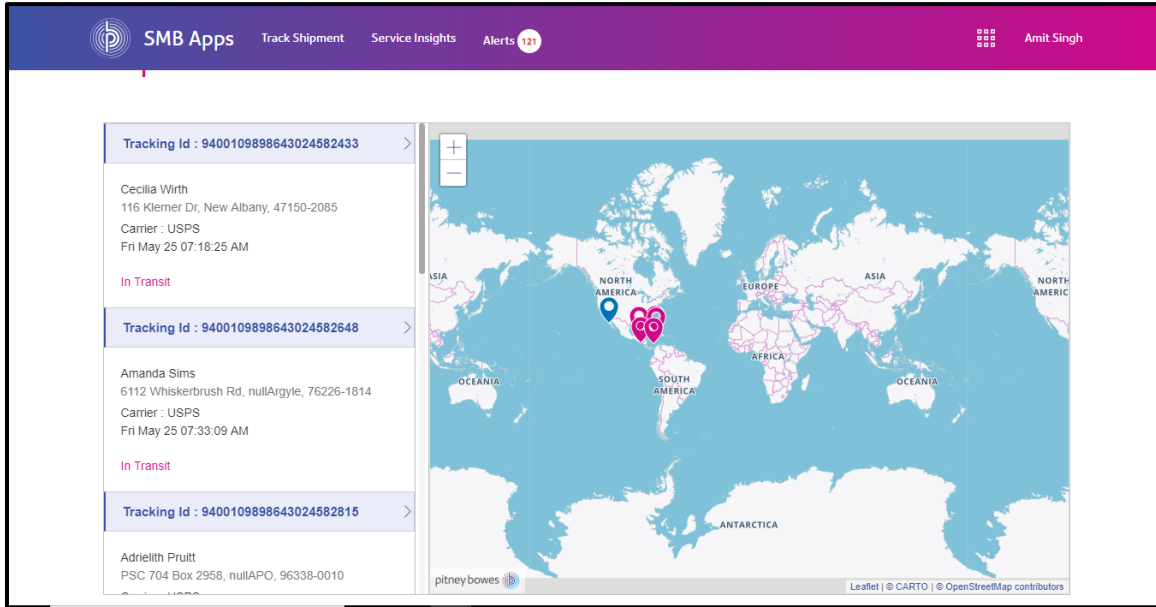 SMB Apps Track Shipment Service Insights Alerts 121 Amit Singh
Tracking Id : 9400109898643024582433
Cecilia Wirth
116 Klerner Dr, New Albany, 47150-2085
Carrier : USPS
Fri May 25 07:18:25 AM
In Transit
Tracking Id : 9400109898643024582648
Amanda Sims
6112 Whiskerbrush Rd, nullArgyle, 76226-1814
Carrier : USPS
Fri May 25 07:33:09 AM
In Transit
Tracking Id : 9400109898643024582815
Adrielith Pruitt
PSC 704 Box 2958, nullAPO, 96338-0010
+
−
ASIA
NORTH
AMERICA
EUROPE
ASIA
NORTH
AMERIC
AFRICA
OCEANIA
SOUTH
AMERICA
OCEANIA
ANTARCTICA
pitney bowes
Leaflet | © CARTO | © OpenStreetMap contributors